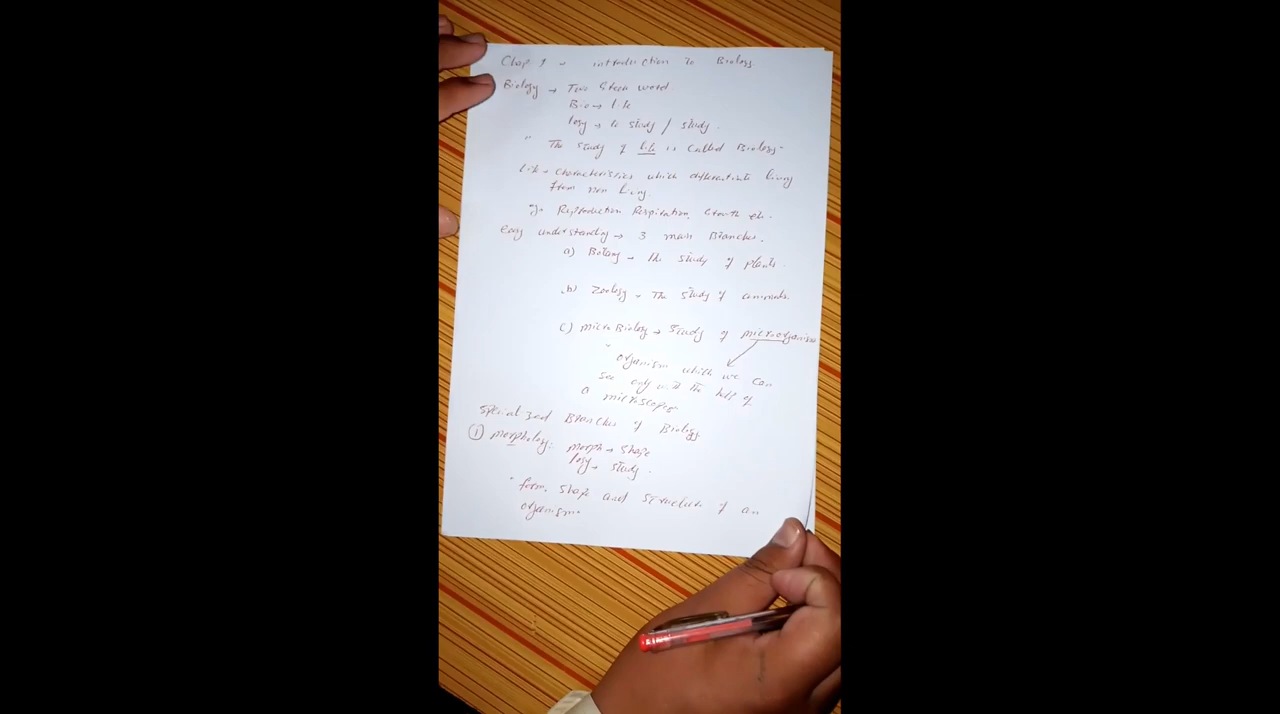 Chap 1 → introduction to Biology
Biology → Two Greek word.
Bio → life
logy → to study / study.
" The study of life is called Biology"
Life → characteristics which differentiate living
from non living.
eg:- Reproduction Respiration, Growth etc.
Easy understanding → 3 main Branches.
a) Botany → the study of plants.
b) Zoology → The study of animals.
c) MicroBiology → study of microorganism
" organism which we can
see only with the help of
a microscope"
Specialized Branches of Biology
① Morphology: morph → shape
logy → study.
" form, shape and structure of an
organism"